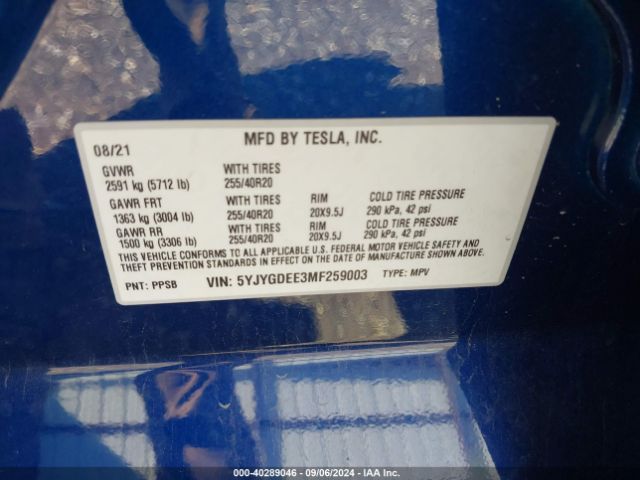 MFD BY TESLA, INC.
08/21
GVWR WITH TIRES
2591 kg (5712 lb) 255/40R20
GAWR FRT WITH TIRES RIM COLD TIRE PRESSURE
1363 kg (3004 lb) 255/40R20 20X9.5J 290 kPa, 42 psi
GAWR RR WITH TIRES RIM COLD TIRE PRESSURE
1500 kg (3306 lb) 255/40R20 20X9.5J 290 kPa, 42 psi
THIS VEHICLE CONFORMS TO ALL APPLICABLE U.S. FEDERAL MOTOR VEHICLE SAFETY AND
THEFT PREVENTION STANDARDS IN EFFECT ON THE DATE OF MANUFACTURE SHOWN ABOVE.
PNT: PPSB VIN: 5YJYGDEE3MF259003 TYPE: MPV
000-40289046 - 09/06/2024 - IAA Inc.